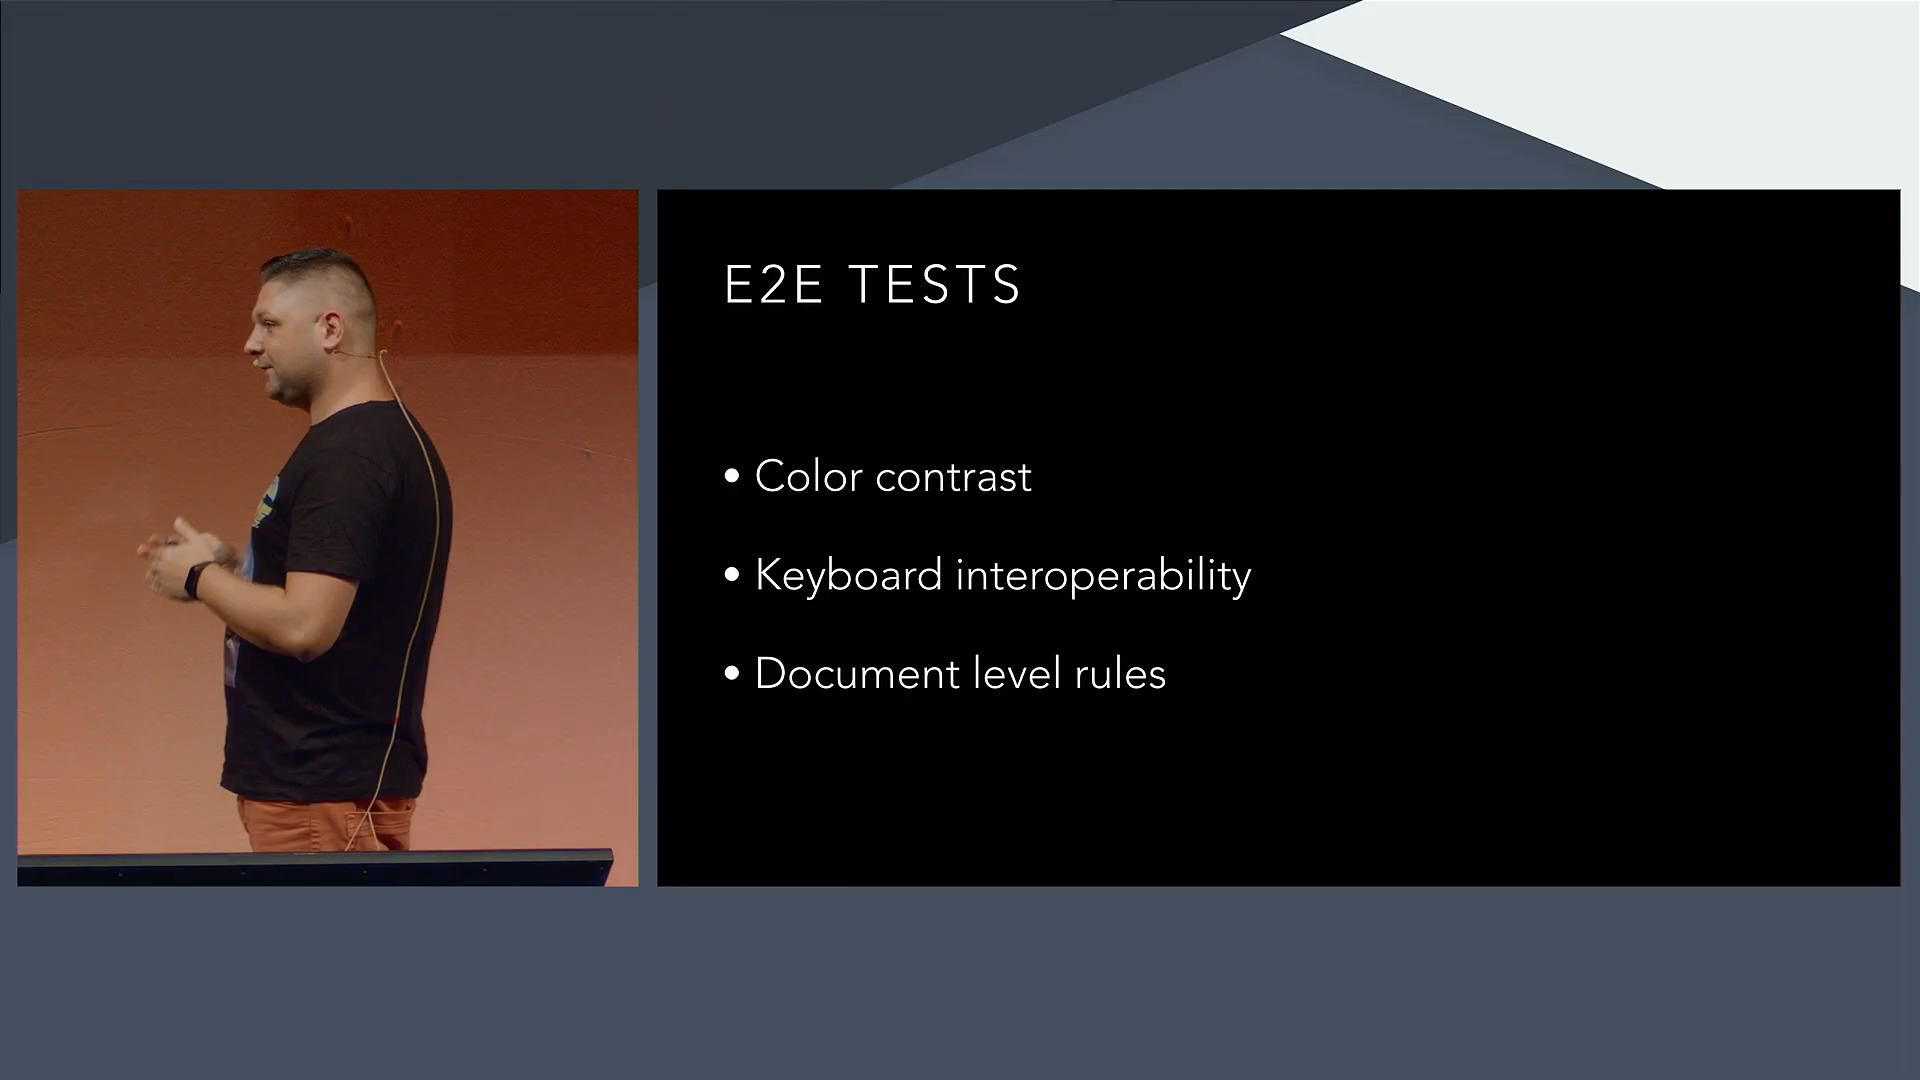 E2E TESTS
• Color contrast
• Keyboard interoperability
• Document level rules